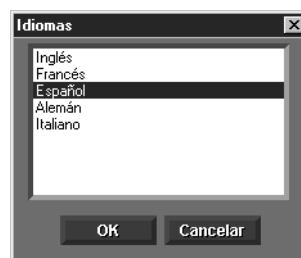 Idiomas
Inglés
Francés
Español
Alemán
Italiano
OK Cancelar